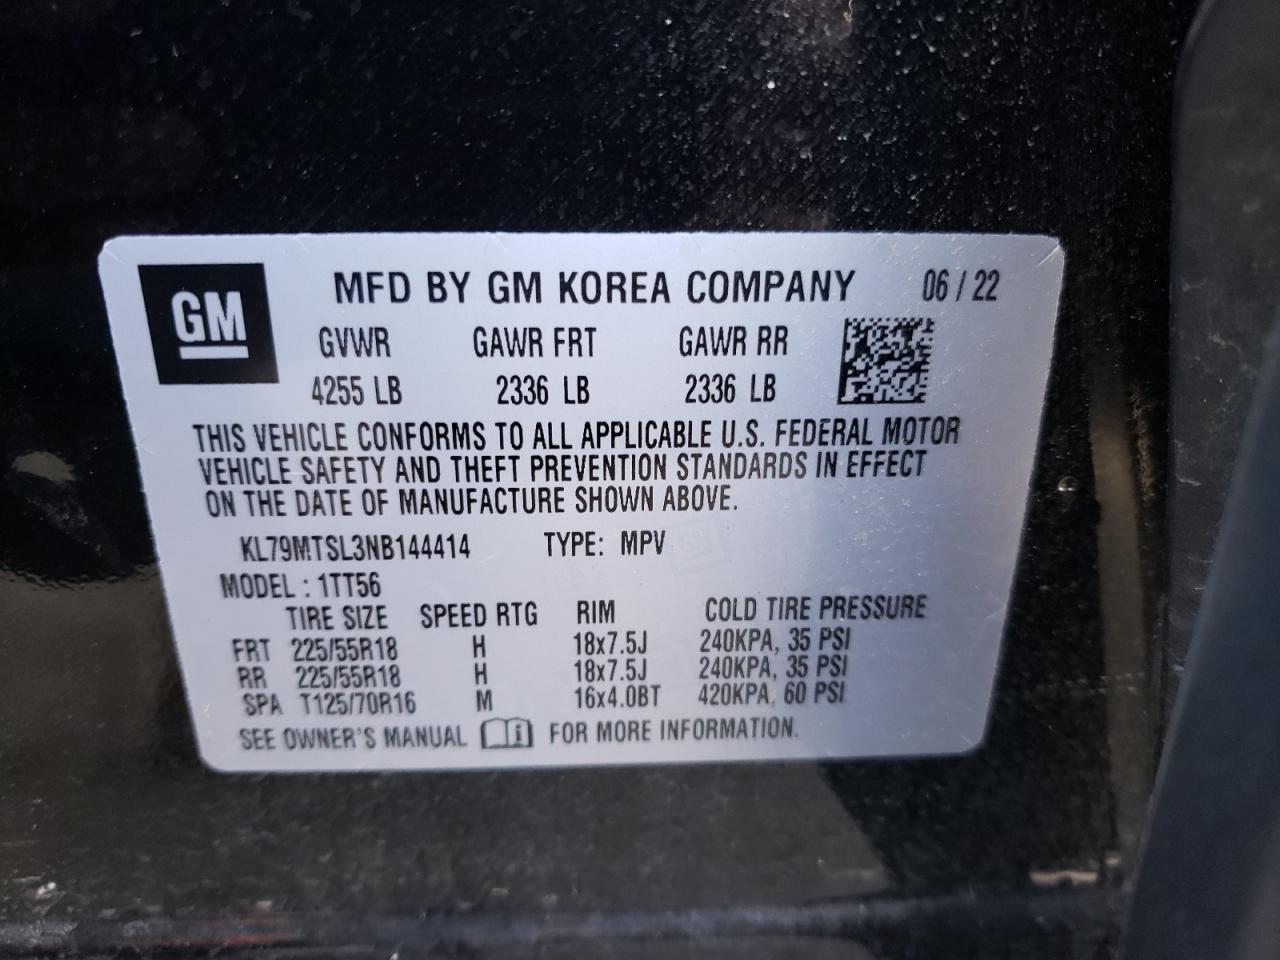 GM MFD BY GM KOREA COMPANY 06 / 22
GVWR GAWR FRT GAWR RR
4255 LB 2336 LB 2336 LB
THIS VEHICLE CONFORMS TO ALL APPLICABLE U.S. FEDERAL MOTOR
VEHICLE SAFETY AND THEFT PREVENTION STANDARDS IN EFFECT
ON THE DATE OF MANUFACTURE SHOWN ABOVE.
KL79MTSL3NB144414 TYPE: MPV
MODEL : 1TT56
TIRE SIZE SPEED RTG RIM COLD TIRE PRESSURE
FRT 225/55R18 H 18x7.5J 240KPA, 35 PSI
RR 225/55R18 H 18x7.5J 240KPA, 35 PSI
SPA T125/70R16 M 16x4.0BT 420KPA, 60 PSI
SEE OWNER'S MANUAL i FOR MORE INFORMATION.